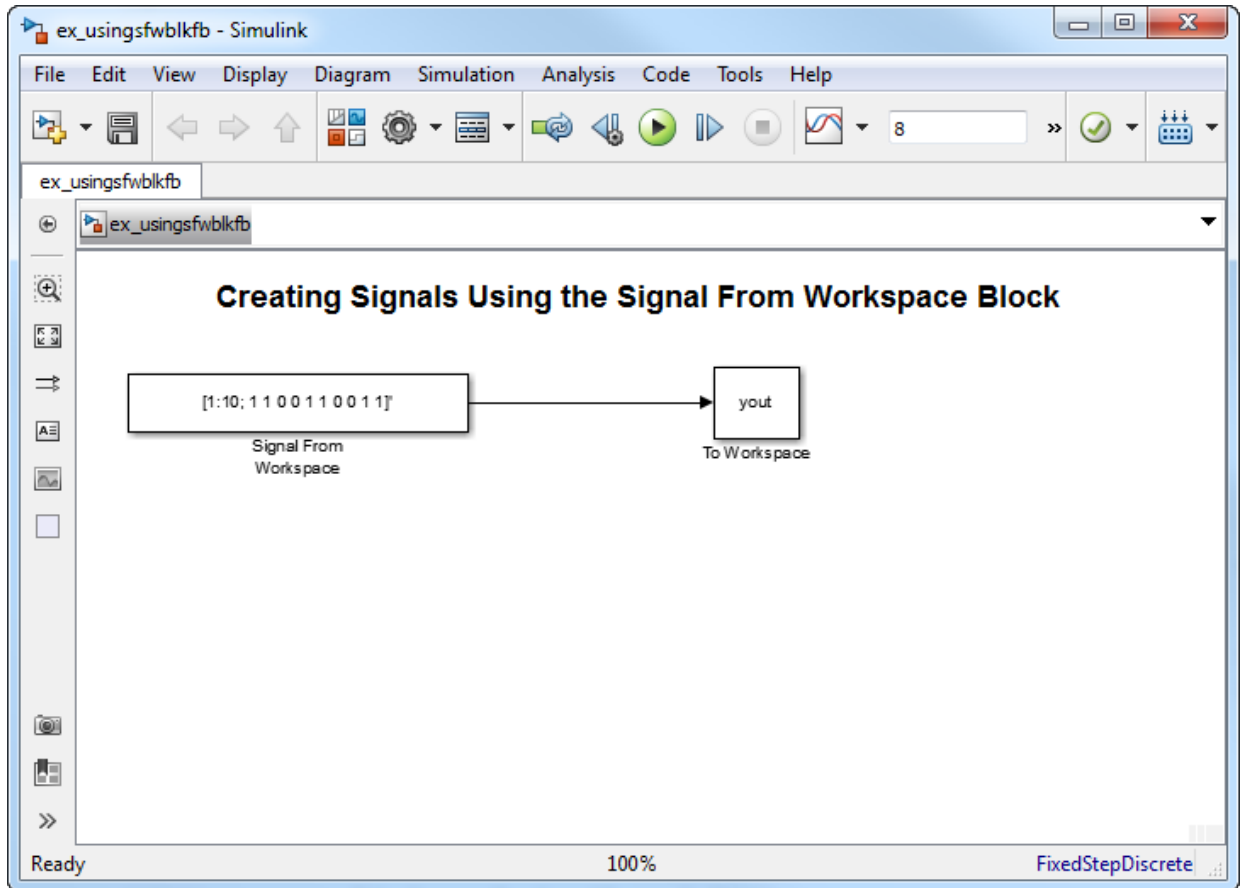 ex_usingsfwblkfb - Simulink
File Edit View Display Diagram Simulation Analysis Code Tools Help
8 »
ex_usingsfwblkfb
ex_usingsfwblkfb
Creating Signals Using the Signal From Workspace Block
[1:10; 1 1 0 0 1 1 0 0 1 1]'
yout
Signal From
Workspace
To Workspace
Ready 100% FixedStepDiscrete